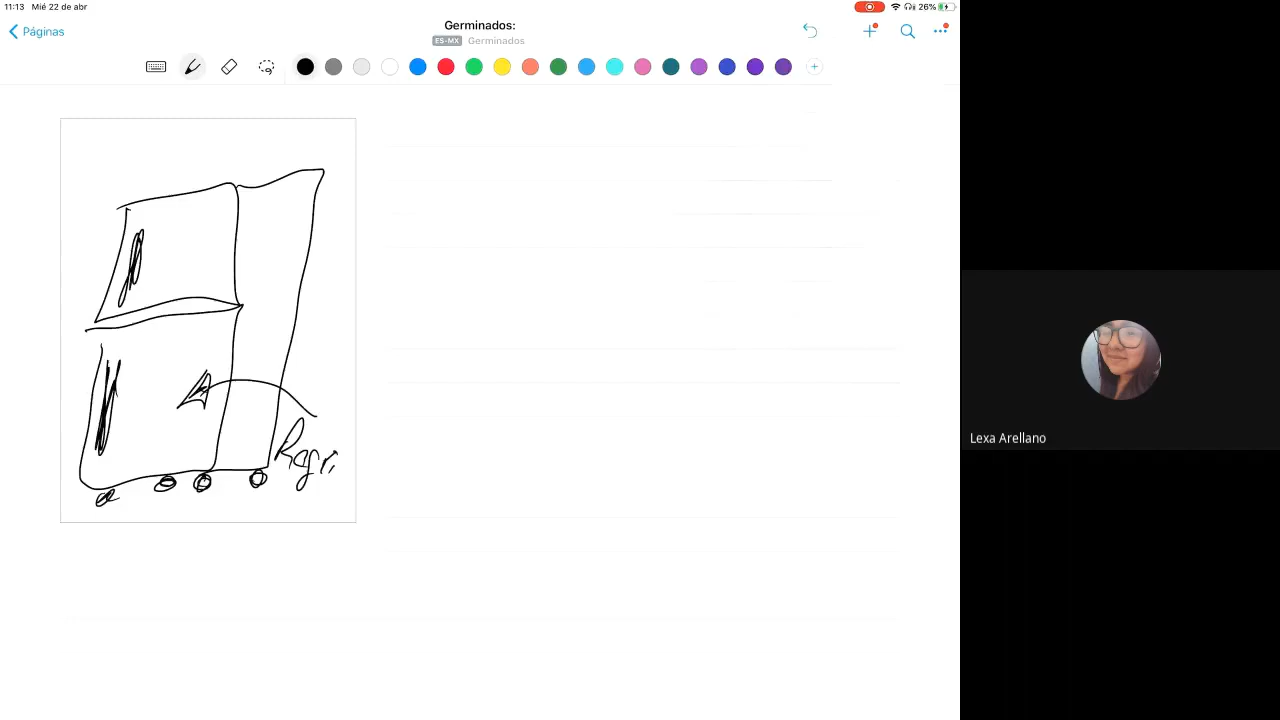 11:13 Mié 22 de abr
26%
Germinados:
Páginas
ES-MX Germinados
Lexa Arellano